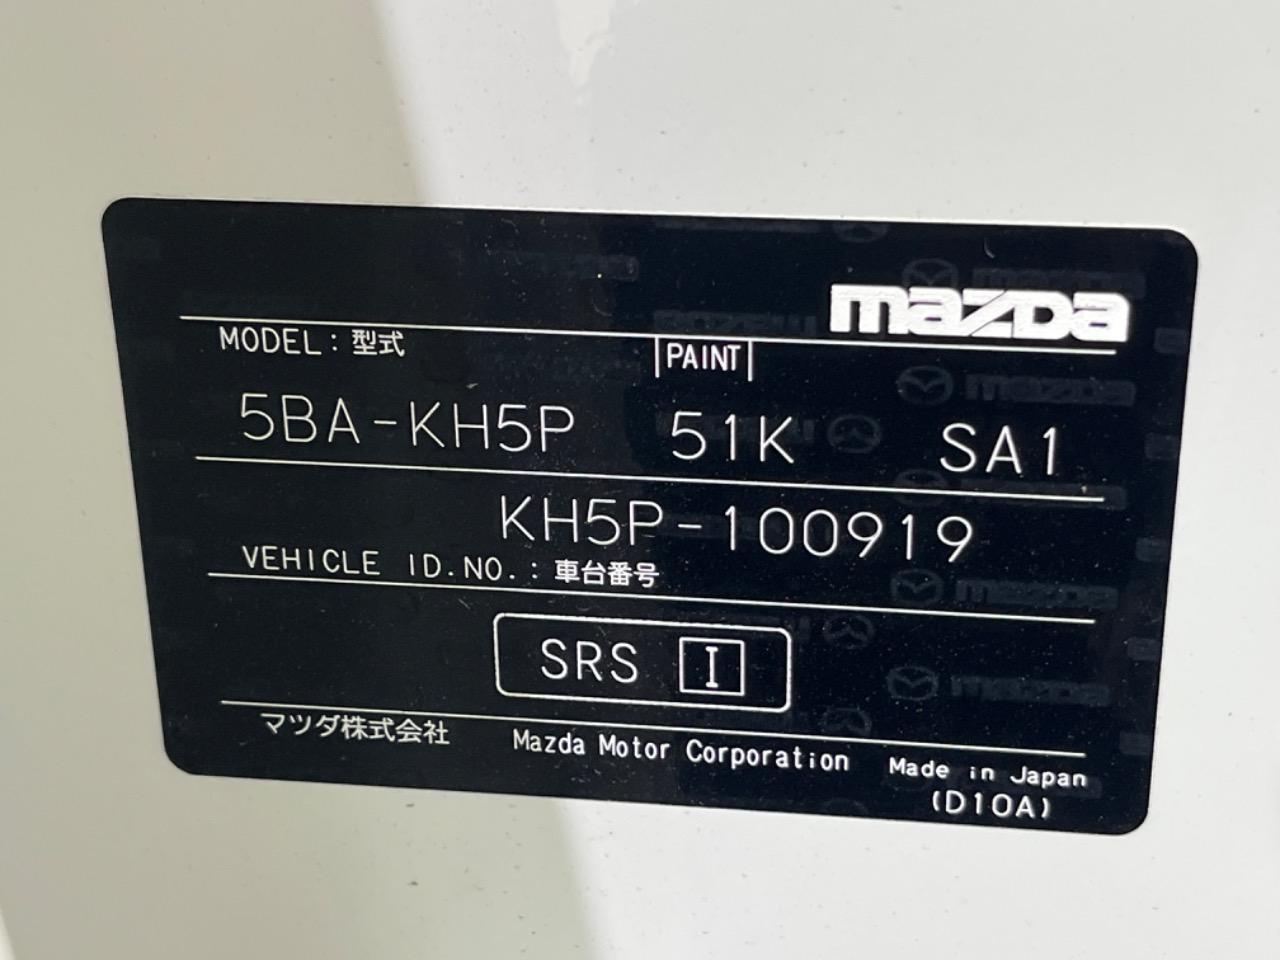 mazda
MODEL：型式 PAINT
5BA-KH5P 51K SA1
KH5P-100919
VEHICLE ID.NO.：車台番号
SRS I
マツダ株式会社 Mazda Motor Corporation Made in Japan
(D10A)